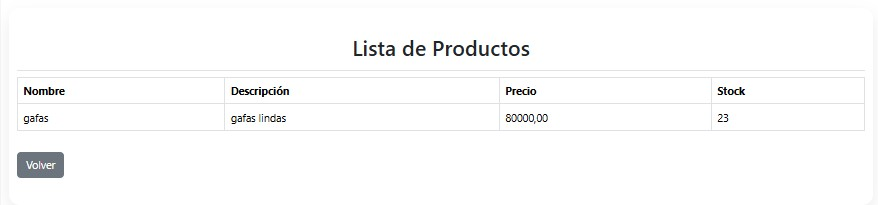 Lista de Productos
Nombre Descripción Precio Stock
gafas gafas lindas 80000,00 23
Volver